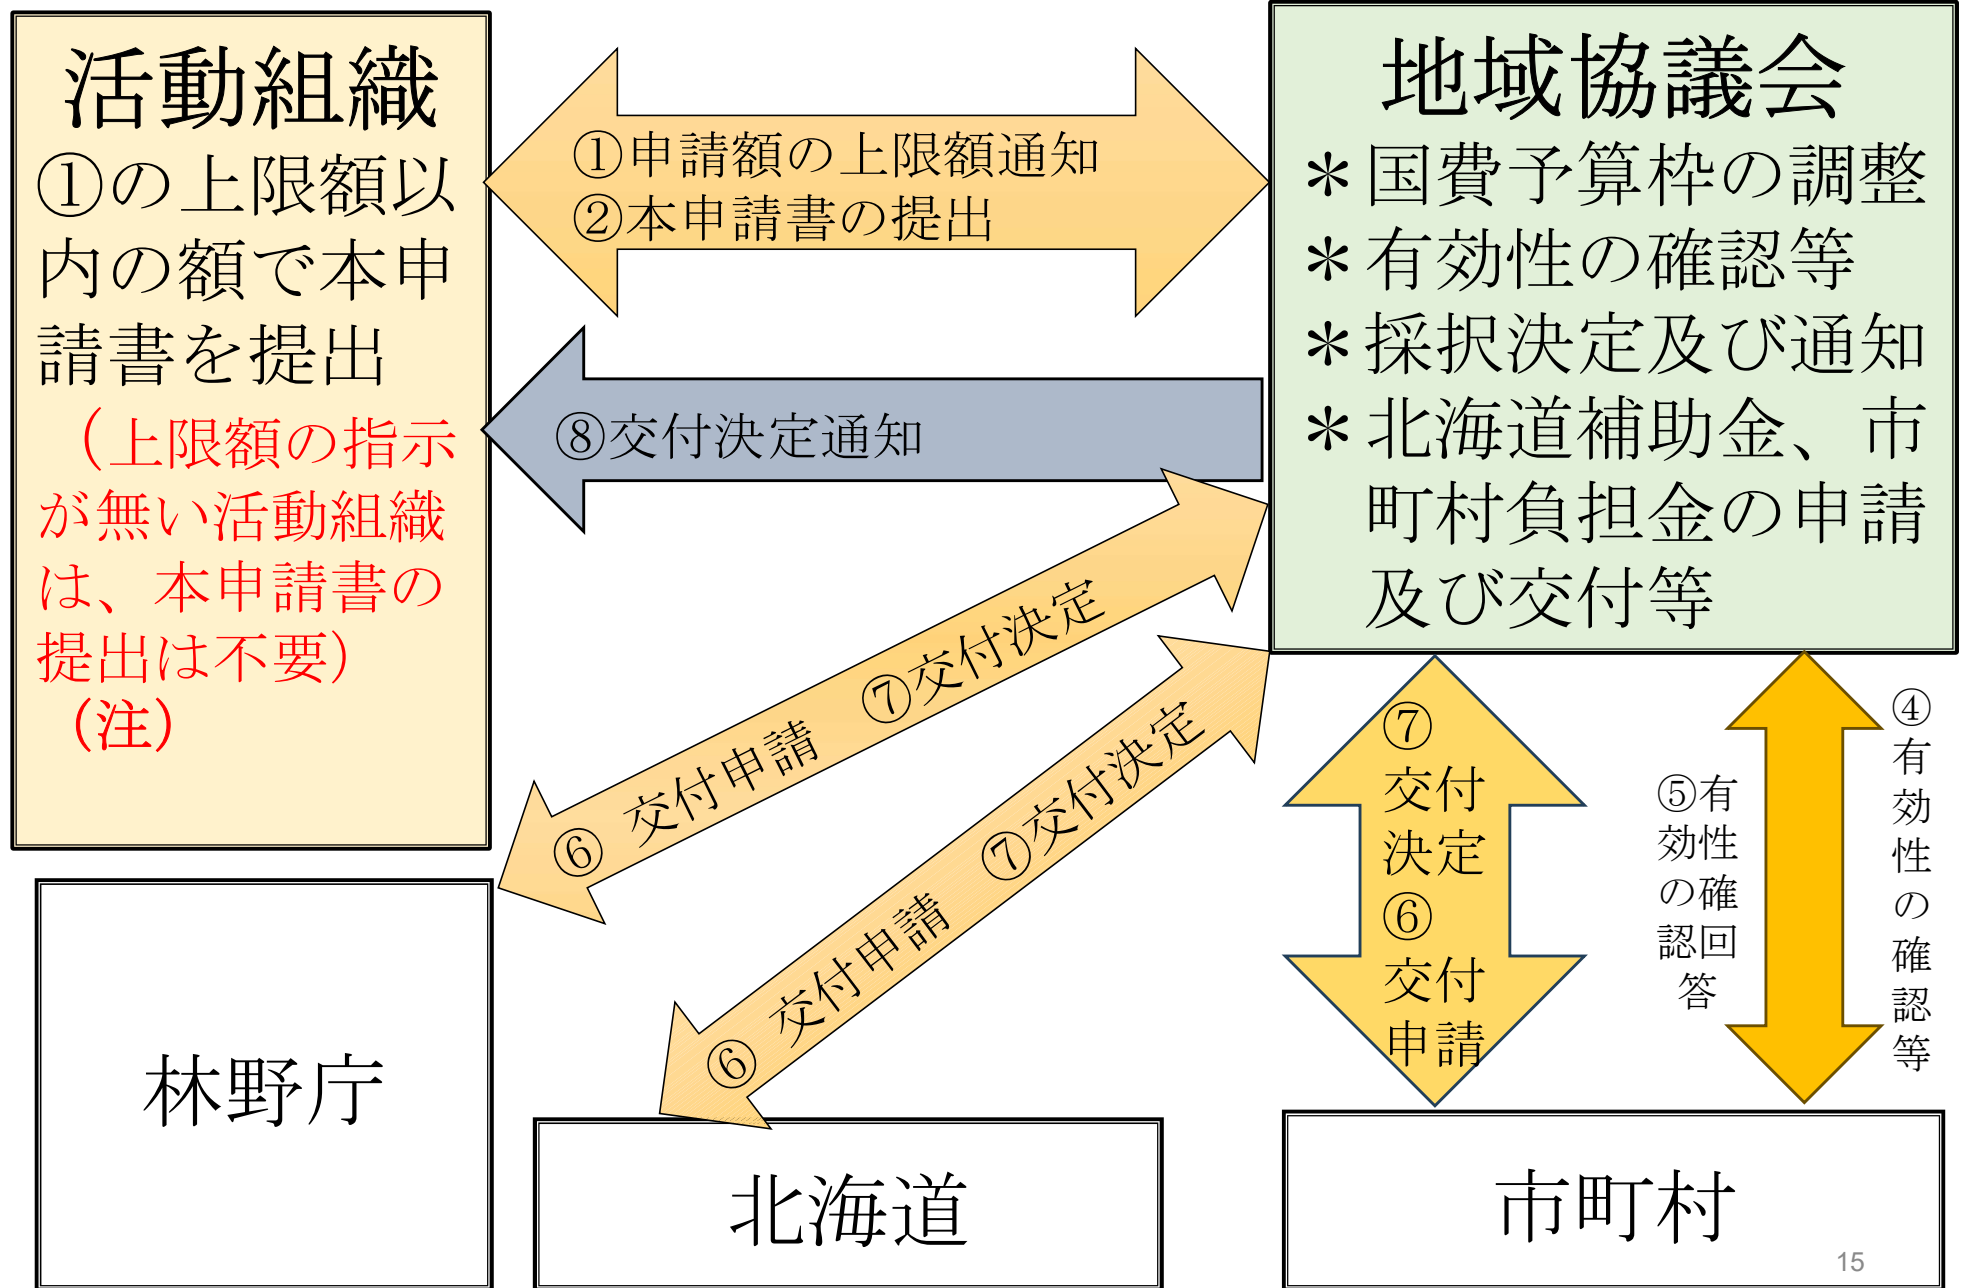 活動組織
①の上限額以
内の額で本申
請書を提出
（上限額の指示
が無い活動組織
は、本申請書の
提出は不要）
（注）
①申請額の上限額通知
②本申請書の提出
⑧交付決定通知
地域協議会
＊国費予算枠の調整
＊有効性の確認等
＊採択決定及び通知
＊北海道補助金、市
町村負担金の申請
及び交付等
⑥ 交付申請 ⑦交付決定
⑥ 交付申請 ⑦交付決定
⑦
交付
決定
⑥
交付
申請
⑤有
効性
の確
認回
答
④有効性の確認等
林野庁
北海道
市町村
15